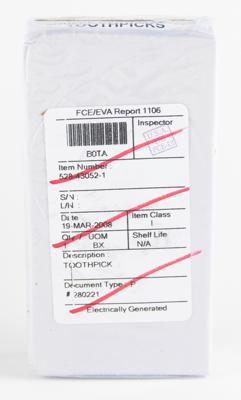 TOOTHPICKS
FCE/EVA Report 1106
Inspector
B0TA
U.S.A.
Item Number :
528-43052-1
S/N :
L/N :
Date
Item Class
19-MAR-2008
I
Qty / UOM
Shelf Life
BX
N/A
Description :
TOOTHPICK
Document Type : P
# 280221
Electrically Generated